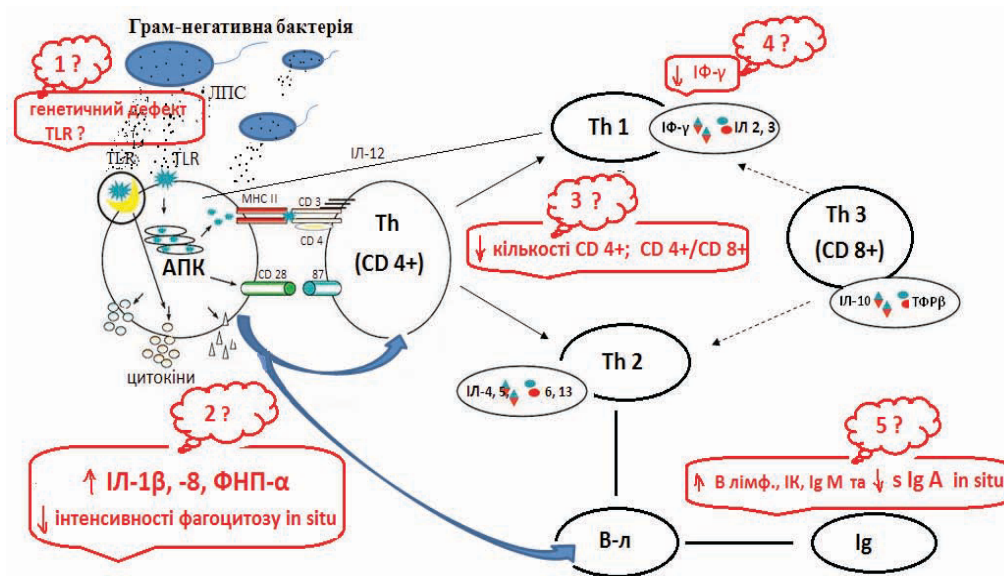 Грам-негативна бактерія
1 ?
ЛПС
генетичний дефект
TLR ?
TLR
TLR
ІЛ-12
4 ?
↓ ІФ-γ
Th 1
ІФ-γ
ІЛ 2, 3
МНС ІІ
CD 3
CD 4
Th
(CD 4+)
АПК
CD 28
87
3 ?
↓ кількості CD 4+; CD 4+/CD 8+
Th 3
(CD 8+)
ІЛ-10
ТФРβ
цитокіни
Th 2
ІЛ-4, 5,
6, 13
2 ?
↑ ІЛ-1β, -8, ФНП-α
↓ інтенсивності фагоцитозу in situ
5 ?
↑ В лімф., ІК, Ig M та ↓ s Ig A in situ
В-л
Ig